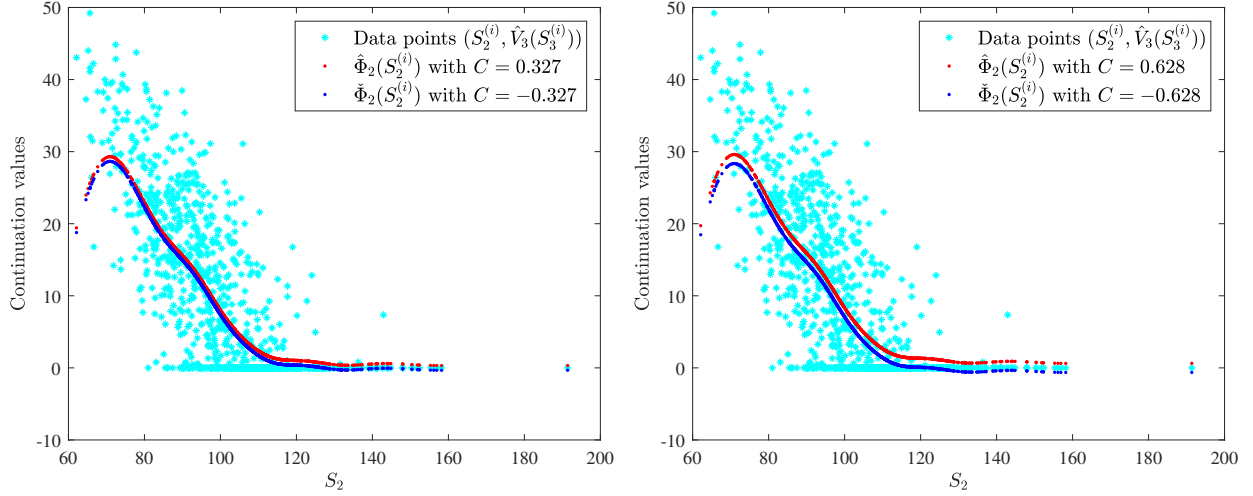 50
40
30
20
10
0
-10
60 80 100 120 140 160 180 200
Continuation values
S₂
Data points (S₂⁽ⁱ⁾, V̂₃(S₃⁽ⁱ⁾))
Φ̂₂(S₂⁽ⁱ⁾) with C = 0.327
Φ̌₂(S₂⁽ⁱ⁾) with C = −0.327
50
40
30
20
10
0
-10
60 80 100 120 140 160 180 200
Continuation values
S₂
Data points (S₂⁽ⁱ⁾, V̂₃(S₃⁽ⁱ⁾))
Φ̂₂(S₂⁽ⁱ⁾) with C = 0.628
Φ̌₂(S₂⁽ⁱ⁾) with C = −0.628